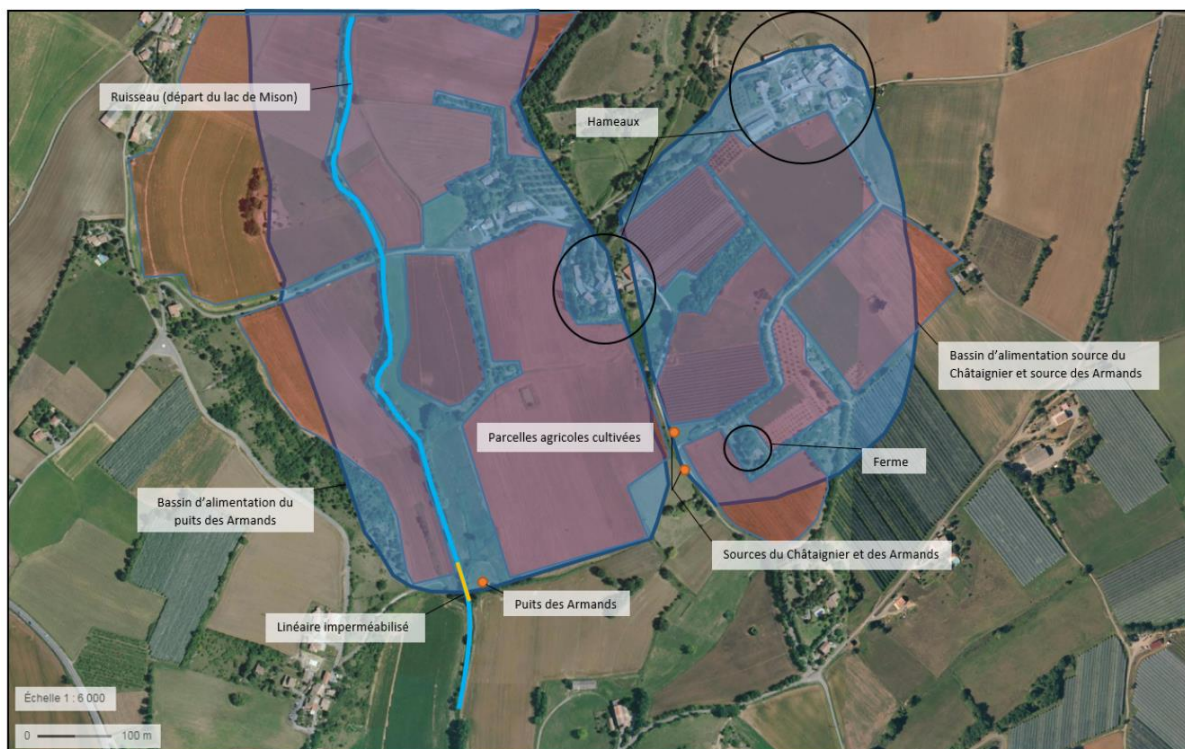 Ruisseau (départ du lac de Mison)
Hameaux
Bassin d'alimentation source du
Châtaignier et source des Armands
Parcelles agricoles cultivées
Ferme
Bassin d'alimentation du
puits des Armands
Sources du Châtaignier et des Armands
Puits des Armands
Linéaire imperméabilisé
Échelle 1 : 6 000
0 100 m